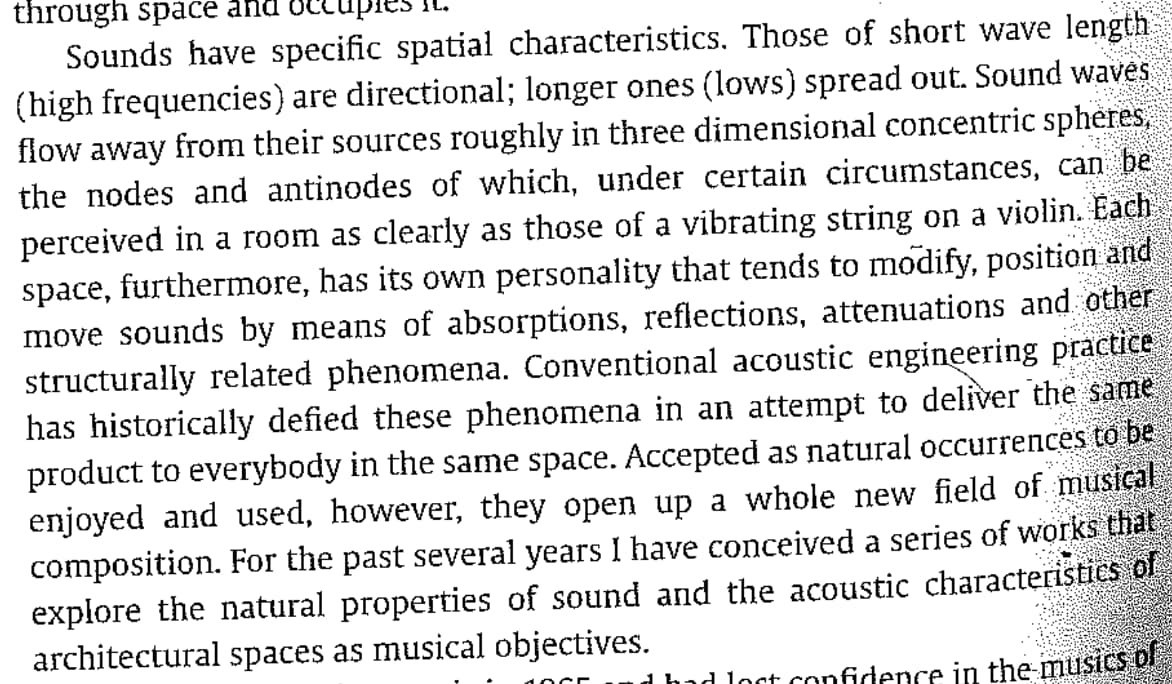 through space and occupies it.
Sounds have specific spatial characteristics. Those of short wave length
(high frequencies) are directional; longer ones (lows) spread out. Sound waves
flow away from their sources roughly in three dimensional concentric spheres,
the nodes and antinodes of which, under certain circumstances, can be
perceived in a room as clearly as those of a vibrating string on a violin. Each
space, furthermore, has its own personality that tends to modify, position and
move sounds by means of absorptions, reflections, attenuations and other
structurally related phenomena. Conventional acoustic engineering practice
has historically defied these phenomena in an attempt to deliver the same
product to everybody in the same space. Accepted as natural occurrences to be
enjoyed and used, however, they open up a whole new field of musical
composition. For the past several years I have conceived a series of works that
explore the natural properties of sound and the acoustic characteristics of
architectural spaces as musical objectives.
had lost confidence in the musics of